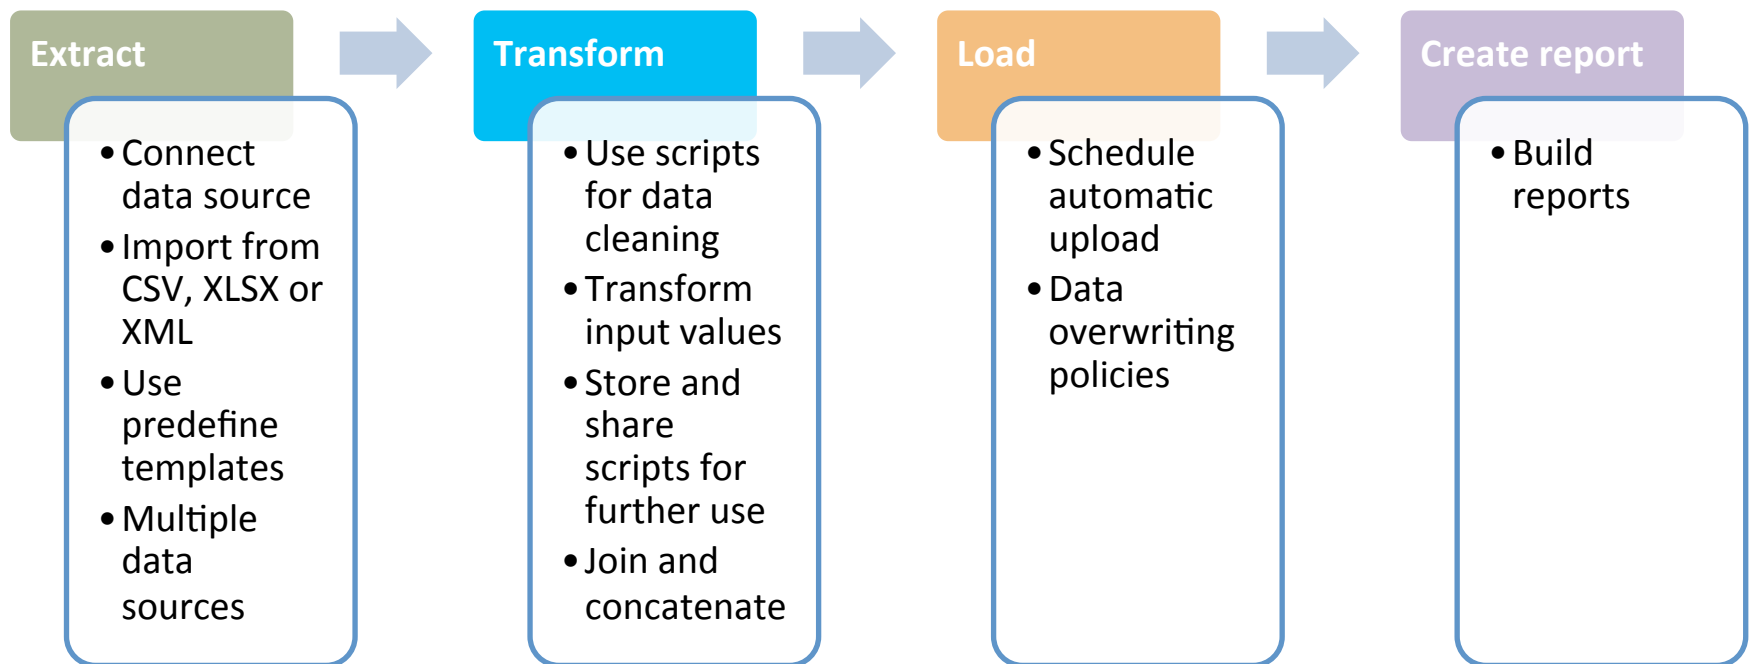 Extract
• Connect
data source
• Import from
CSV, XLSX or
XML
• Use
predefine
templates
• Multiple
data
sources
Transform
• Use scripts
for data
cleaning
• Transform
input values
• Store and
share
scripts for
further use
• Join and
concatenate
Load
• Schedule
automatic
upload
• Data
overwriting
policies
Create report
• Build
reports